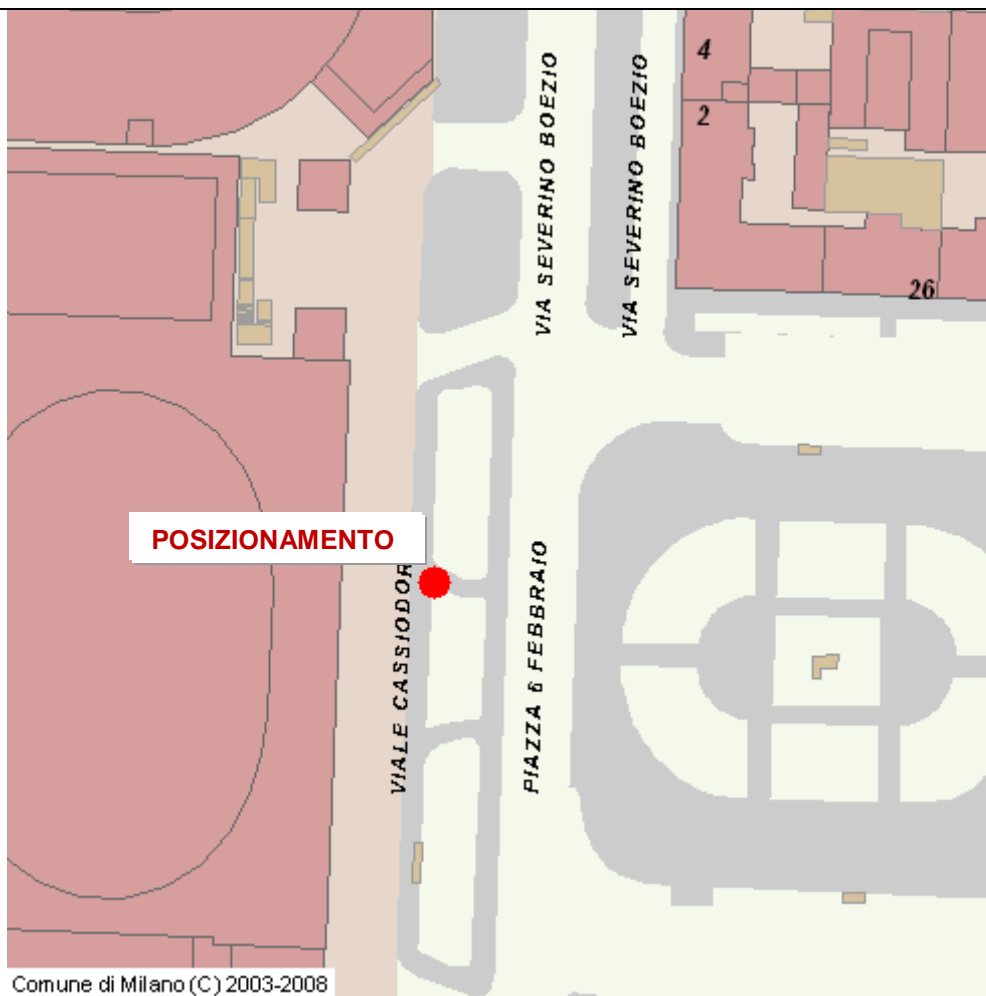 VIA SEVERINO BOEZIO
VIA SEVERINO BOEZIO
4
2
26
POSIZIONAMENTO
VIALE CASSIODOR
PIAZZA 6 FEBBRAIO
Comune di Milano (C) 2003-2008